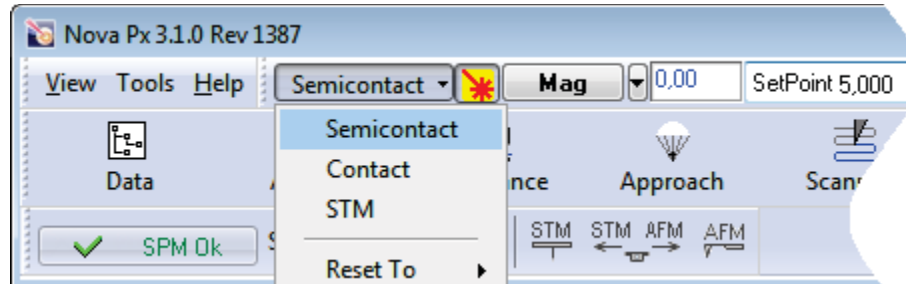 Nova Px 3.1.0 Rev 1387
View Tools Help Semicontact Mag 0,00 SetPoint 5,000
Semicontact
Contact
STM
Reset To
Data Approach
SPM Ok STM STM AFM AFM